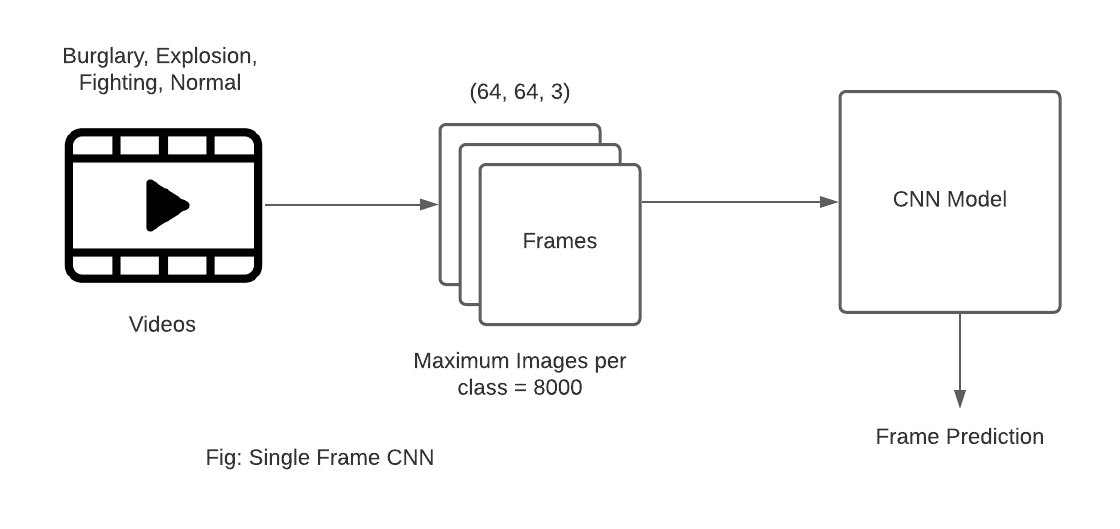 Burglary, Explosion,
Fighting, Normal
Videos
(64, 64, 3)
Frames
Maximum Images per
class = 8000
CNN Model
Frame Prediction
Fig: Single Frame CNN